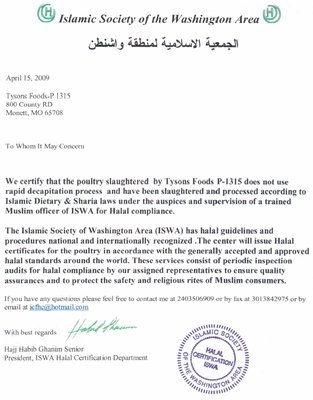 Islamic Society of the Washington Area
الجمعية الاسلامية لمنطقة واشنطن
April 15, 2009
Tysons Foods-P 1315
800 County RD
Monett, MO 65708
To Whom It May Concern
We certify that the poultry slaughtered by Tysons Foods P-1315 does not use
rapid decapitation process and have been slaughtered and processed according to
Islamic Dietary & Sharia laws under the auspices and supervision of a trained
Muslim officer of ISWA for Halal compliance.
The Islamic Society of Washington Area (ISWA) has halal guidelines and
procedures national and internationally recognized .The center will issue Halal
certificates for the poultry in accordance with the generally accepted and approved
halal standards around the world. These services consist of periodic inspection
audits for halal compliance by our assigned representatives to ensure quality
assurances and to protect the safety and religious rites of Muslim consumers.
If you have any questions please feel free to contact me at 2403506909 or by fax at 3013842975 or by
email at icfhc@hotmail.com
With best regards
Hajj Habib Ghanim Senior
President, ISWA Halal Certification Department
ISLAMIC SOCIETY
OF THE WASHINGTON AREA
HALAL
CERTIFICATION
ISWA